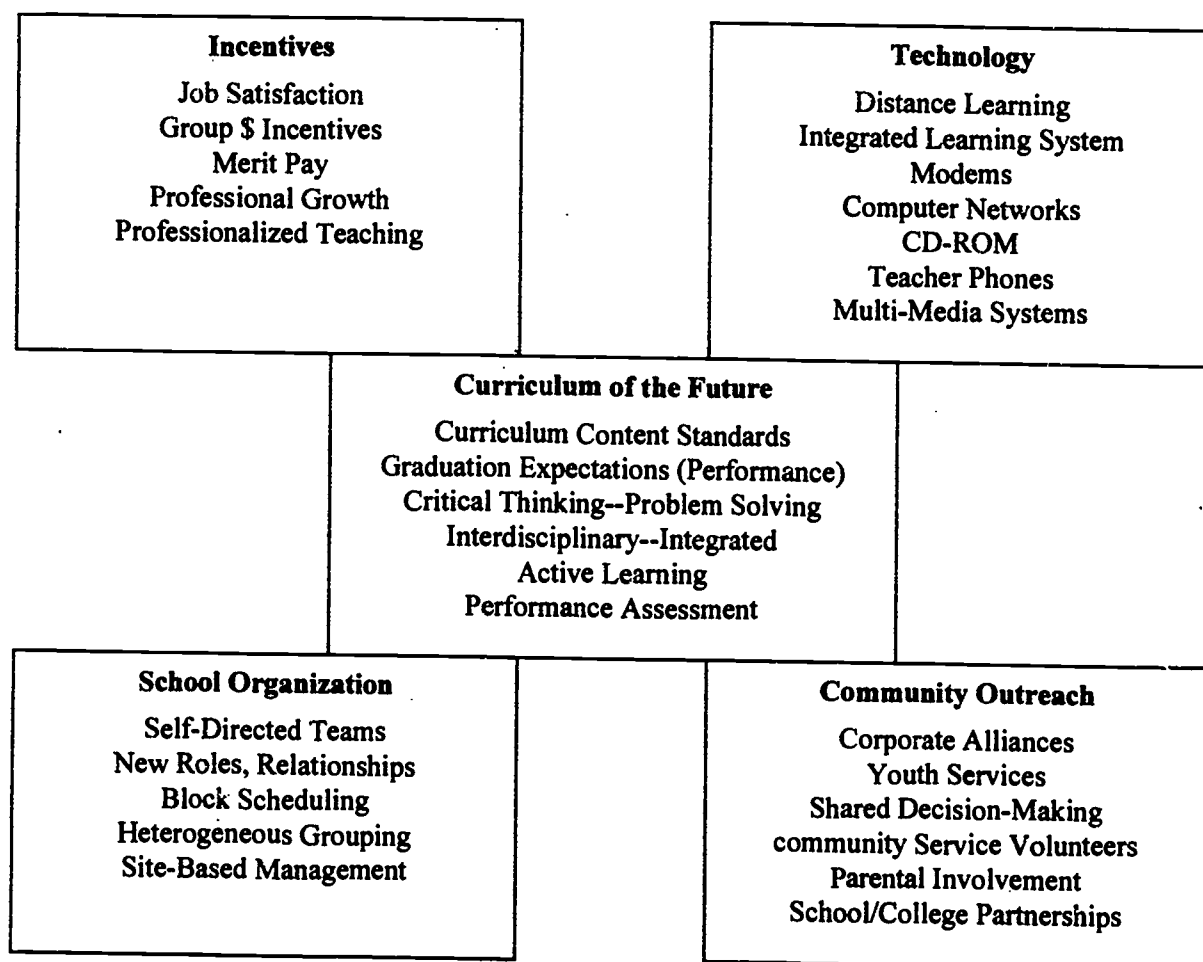 Incentives
Job Satisfaction
Group $ Incentives
Merit Pay
Professional Growth
Professionalized Teaching
Technology
Distance Learning
Integrated Learning System
Modems
Computer Networks
CD-ROM
Teacher Phones
Multi-Media Systems
Curriculum of the Future
Curriculum Content Standards
Graduation Expectations (Performance)
Critical Thinking--Problem Solving
Interdisciplinary--Integrated
Active Learning
Performance Assessment
School Organization
Self-Directed Teams
New Roles, Relationships
Block Scheduling
Heterogeneous Grouping
Site-Based Management
Community Outreach
Corporate Alliances
Youth Services
Shared Decision-Making
community Service Volunteers
Parental Involvement
School/College Partnerships